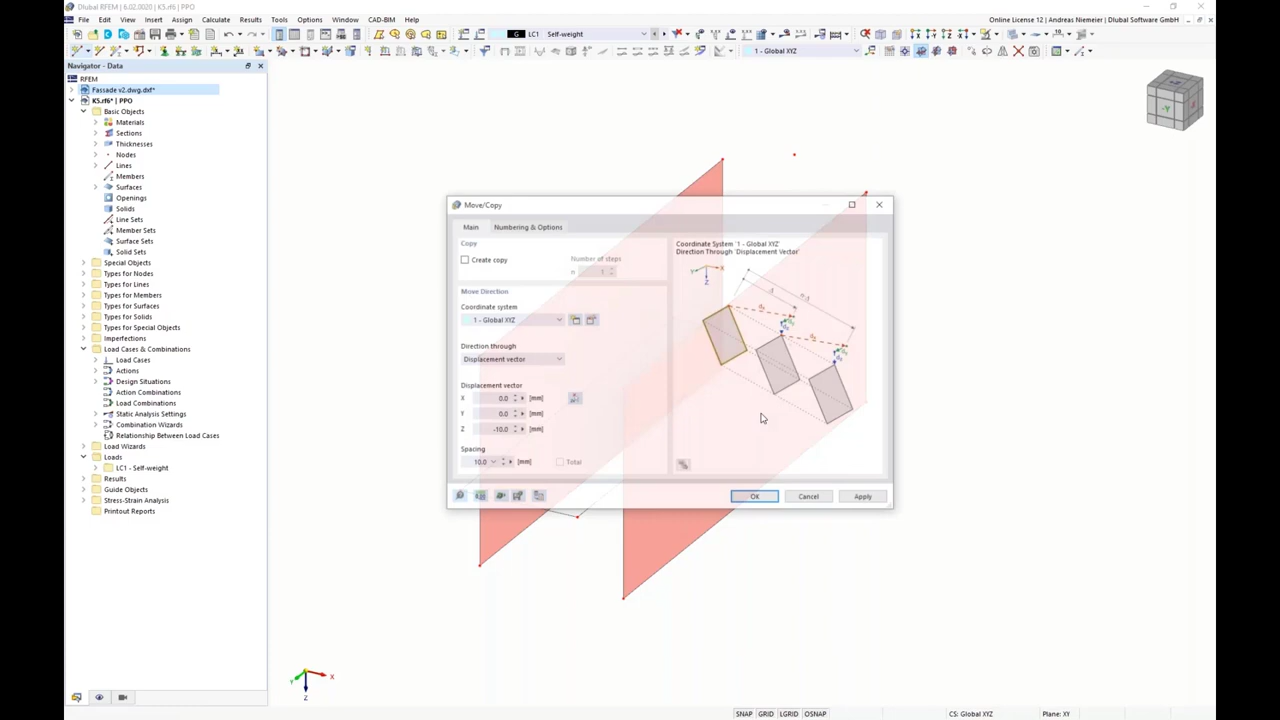 Dlubal RFEM | 6.02.0020 | K5.rf6* | PPO
File Edit View Insert Assign Calculate Results Tools Options Window CAD-BIM Help
Online License 12 | Andreas Niemeier | Dlubal Software GmbH
G LC1 Self-weight
1 - Global XYZ
Navigator - Data
RFEM
Fassade v2.dwg.dxf*
K5.rf6* | PPO
Basic Objects
Materials
Sections
Thicknesses
Nodes
Lines
Members
Surfaces
Openings
Solids
Line Sets
Member Sets
Surface Sets
Solid Sets
Special Objects
Types for Nodes
Types for Lines
Types for Members
Types for Surfaces
Types for Solids
Types for Special Objects
Imperfections
Load Cases & Combinations
Load Cases
Actions
Design Situations
Action Combinations
Load Combinations
Static Analysis Settings
Combination Wizards
Relationship Between Load Cases
Load Wizards
Loads
LC1 - Self-weight
Results
Guide Objects
Stress-Strain Analysis
Printout Reports
Move/Copy
Main Numbering & Options
Copy
Create copy
Number of steps
n 1
Move Direction
Coordinate system
1 - Global XYZ
Direction through
Displacement vector
Displacement vector
X 0.0 [mm]
Y 0.0 [mm]
Z -10.0 [mm]
Spacing
10.0 [mm] Total
Coordinate System '1 - Global XYZ'
Direction Through 'Displacement Vector'
Y X
Z
OK Cancel Apply
-Y
Y X
Z
SNAP GRID LGRID OSNAP CS: Global XYZ Plane: XY